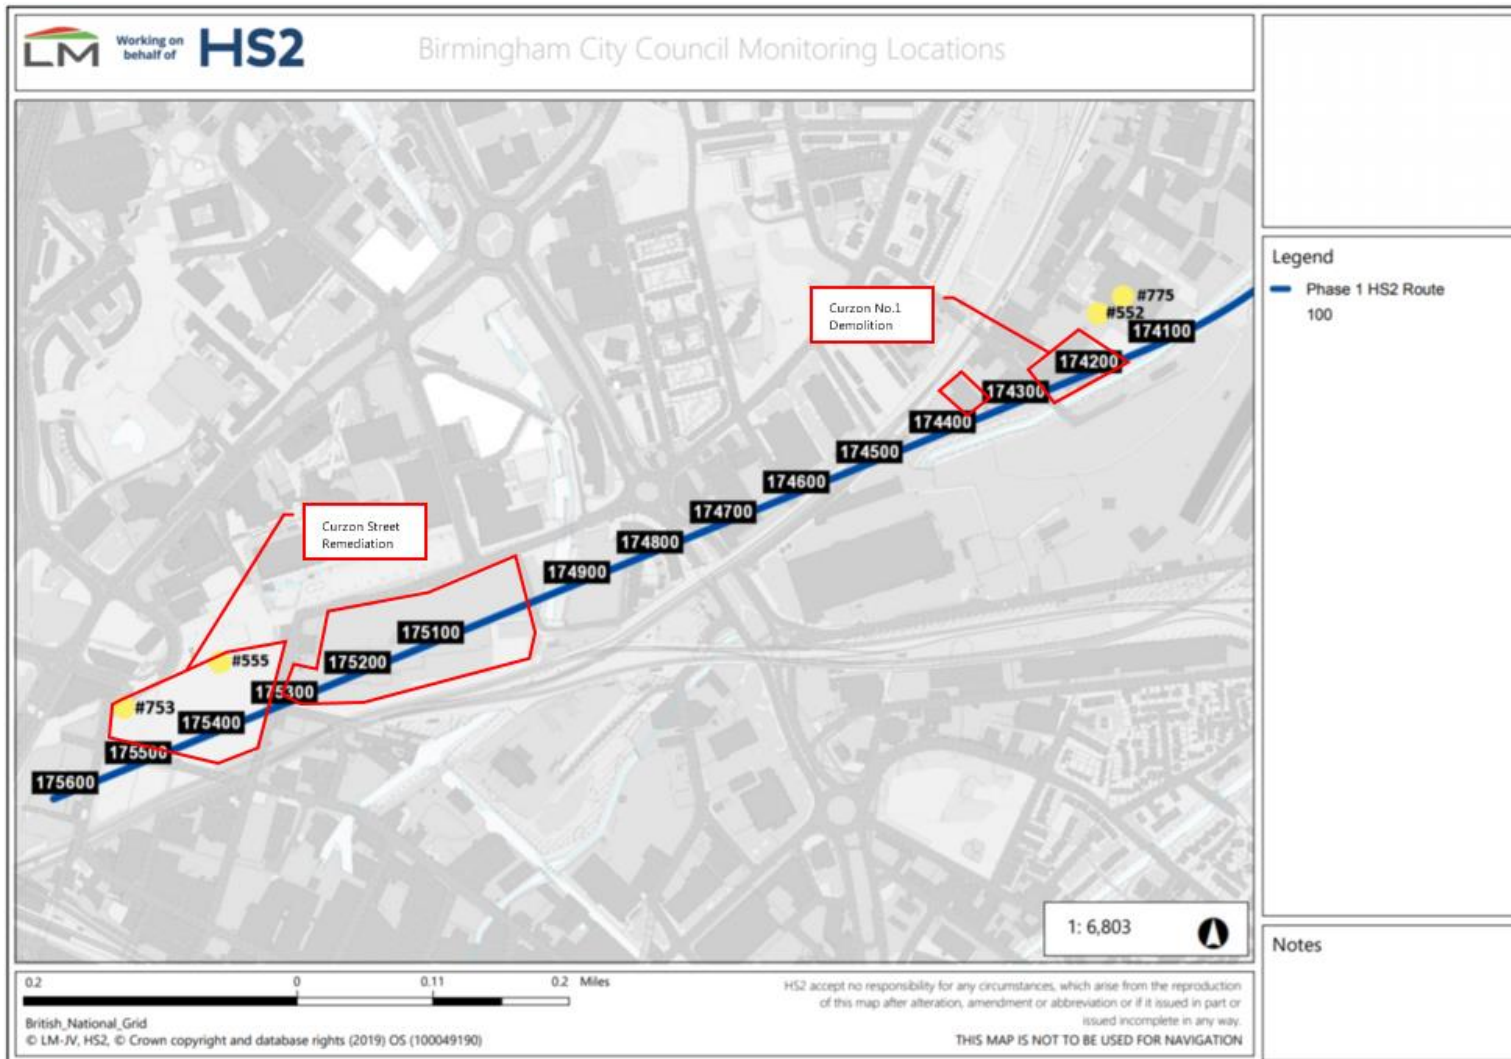 LM
Working on
behalf of
HS2
Birmingham City Council Monitoring Locations
Legend
Phase 1 HS2 Route
100
Curzon No.1
Demolition
#775
#552
174100
174200
174300
174400
174500
174600
174700
174800
174900
Curzon Street
Remediation
175100
#555
175200
175300
#753
175400
175500
175600
1: 6,803
Notes
0.2 0 0.11 0.2 Miles
British_National_Grid
© LM-JV, HS2, © Crown copyright and database rights (2019) OS (100049190)
HS2 accept no responsibility for any circumstances, which arise from the reproduction
of this map after alteration, amendment or abbreviation or if it issued in part or
issued incomplete in any way.
THIS MAP IS NOT TO BE USED FOR NAVIGATION